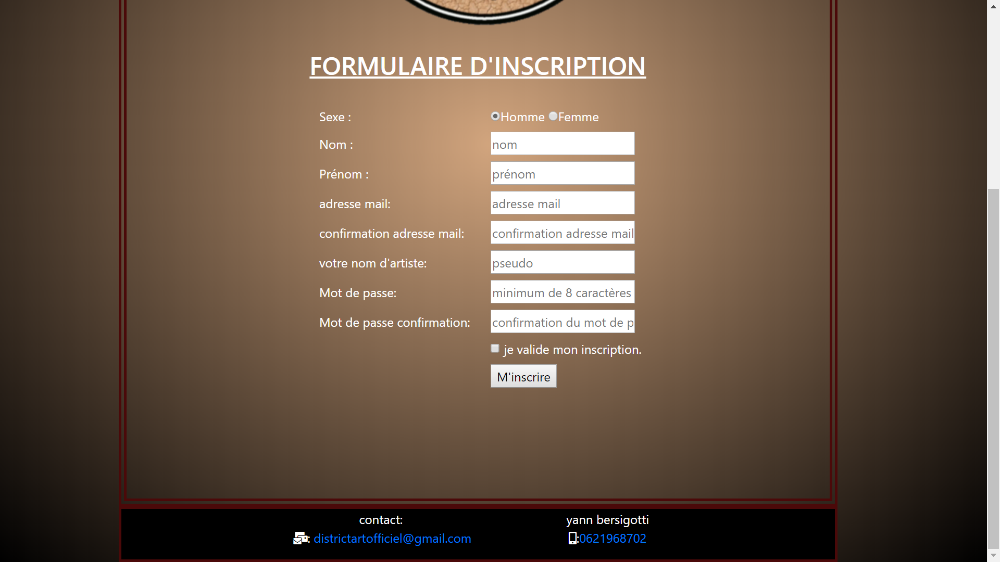 FORMULAIRE D'INSCRIPTION
Sexe : Homme Femme
Nom : nom
Prénom : prénom
adresse mail: adresse mail
confirmation adresse mail: confirmation adresse mail
votre nom d'artiste: pseudo
Mot de passe: minimum de 8 caractères
Mot de passe confirmation: confirmation du mot de p
je valide mon inscription.
M'inscrire
contact: yann bersigotti
: districtartofficiel@gmail.com :0621968702